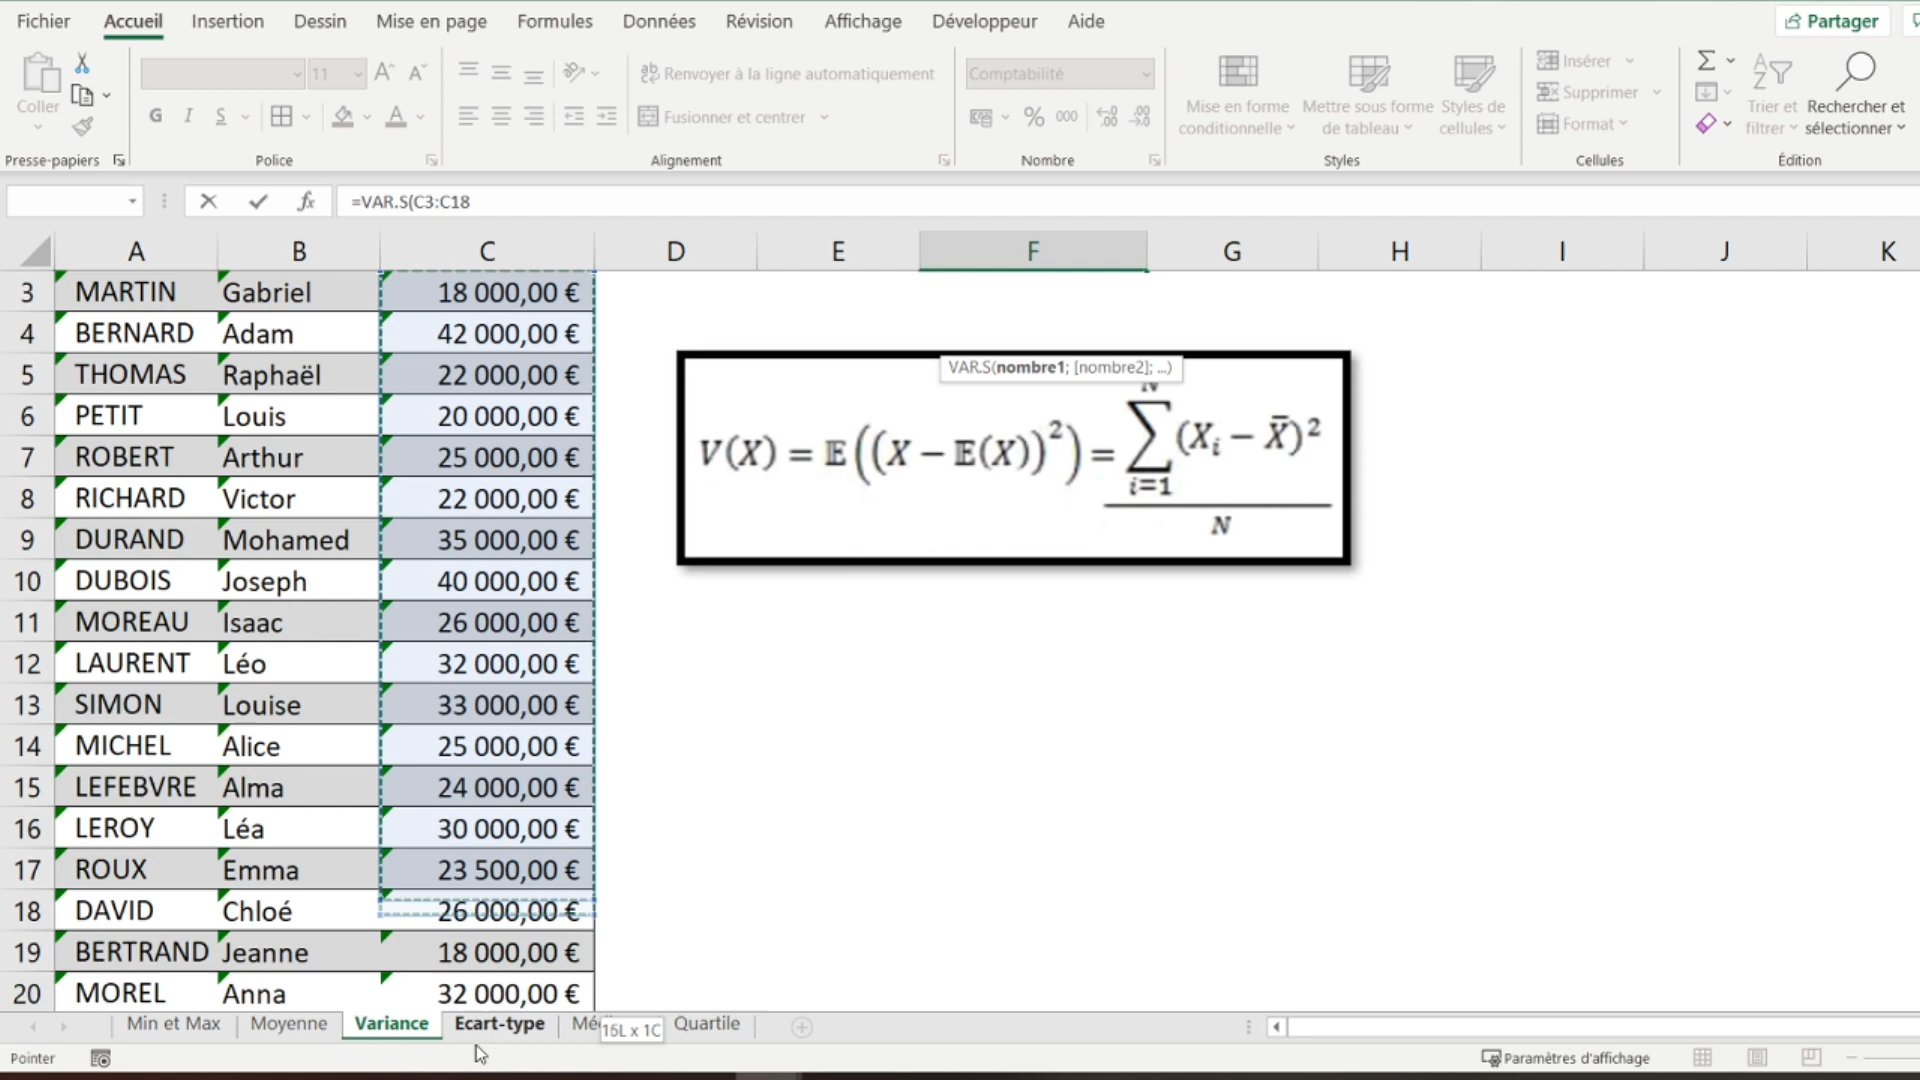 Fichier Accueil Insertion Dessin Mise en page Formules Données Révision Affichage Développeur Aide Partager
11 Renvoyer à la ligne automatiquement Comptabilité Insérer
Coller G I S Fusionner et centrer % 000 Mise en forme conditionnelle Mettre sous forme de tableau Styles de cellules Supprimer Format Trier et filtrer Rechercher et sélectionner
Presse-papiers Police Alignement Nombre Styles Cellules Édition
fx =VAR.S(C3:C18
A B C D E F G H I J K
3 MARTIN Gabriel 18 000,00 €
4 BERNARD Adam 42 000,00 €
5 THOMAS Raphaël 22 000,00 €
6 PETIT Louis 20 000,00 €
7 ROBERT Arthur 25 000,00 €
8 RICHARD Victor 22 000,00 €
9 DURAND Mohamed 35 000,00 €
10 DUBOIS Joseph 40 000,00 €
11 MOREAU Isaac 26 000,00 €
12 LAURENT Léo 32 000,00 €
13 SIMON Louise 33 000,00 €
14 MICHEL Alice 25 000,00 €
15 LEFEBVRE Alma 24 000,00 €
16 LEROY Léa 30 000,00 €
17 ROUX Emma 23 500,00 €
18 DAVID Chloé 26 000,00 €
19 BERTRAND Jeanne 18 000,00 €
20 MOREL Anna 32 000,00 €
VAR.S(nombre1; [nombre2]; ...)
V(X) = 𝔼((X − 𝔼(X))²) = ∑ i=1 N (Xᵢ − X̄)² / N
Min et Max Moyenne Variance Ecart-type 15L x 1C Quartile
Pointer Paramètres d'affichage